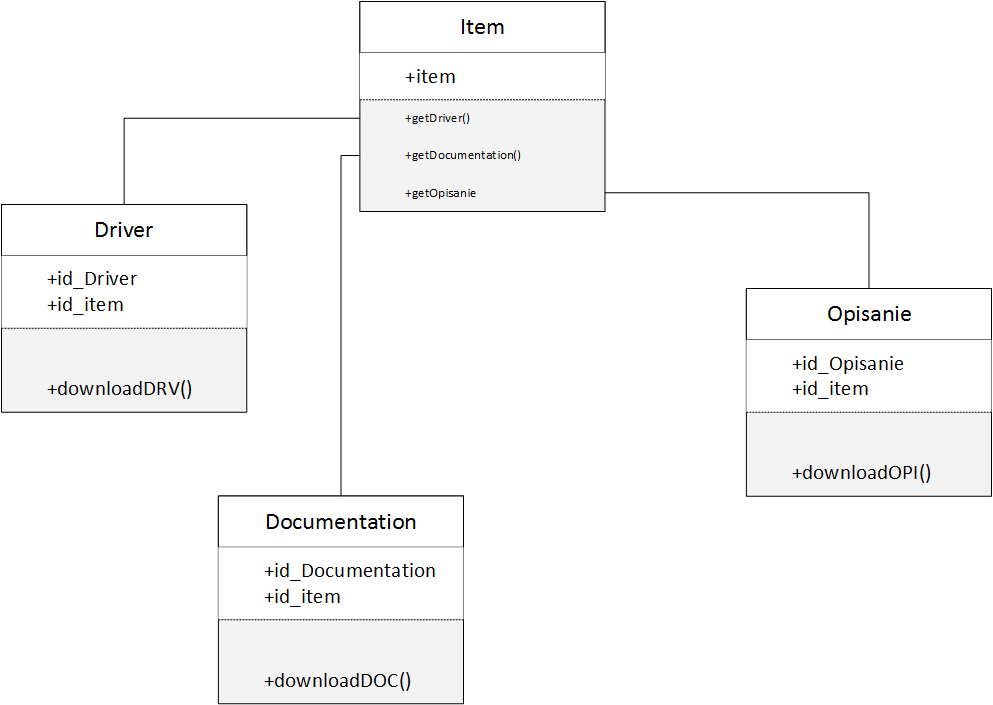 Item
+item
+getDriver()
+getDocumentation()
+getOpisanie
Driver
+id_Driver
+id_item
+downloadDRV()
Opisanie
+id_Opisanie
+id_item
+downloadOPI()
Documentation
+id_Documentation
+id_item
+downloadDOC()